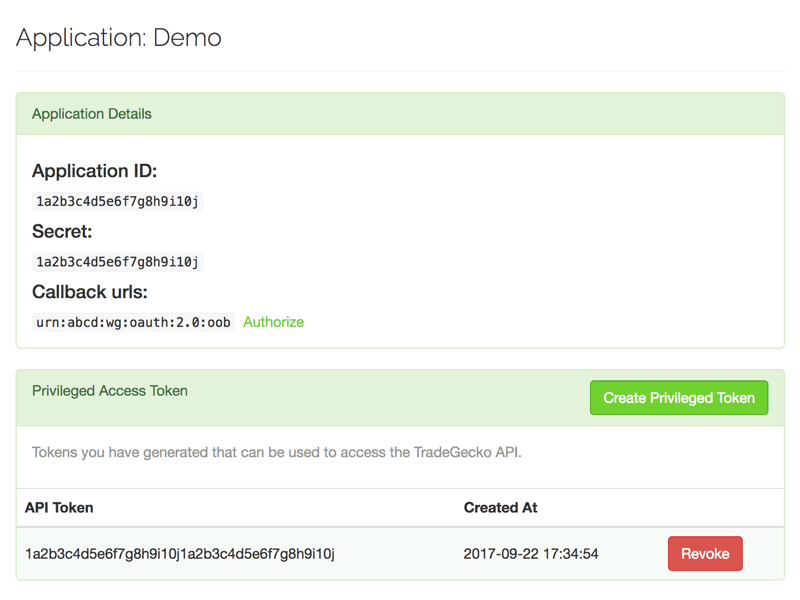 Application: Demo
Application Details
Application ID:
1a2b3c4d5e6f7g8h9i10j
Secret:
1a2b3c4d5e6f7g8h9i10j
Callback urls:
urn:abcd:wg:oauth:2.0:oob Authorize
Privileged Access Token Create Privileged Token
Tokens you have generated that can be used to access the TradeGecko API.
API Token Created At
1a2b3c4d5e6f7g8h9i10j1a2b3c4d5e6f7g8h9i10j 2017-09-22 17:34:54 Revoke